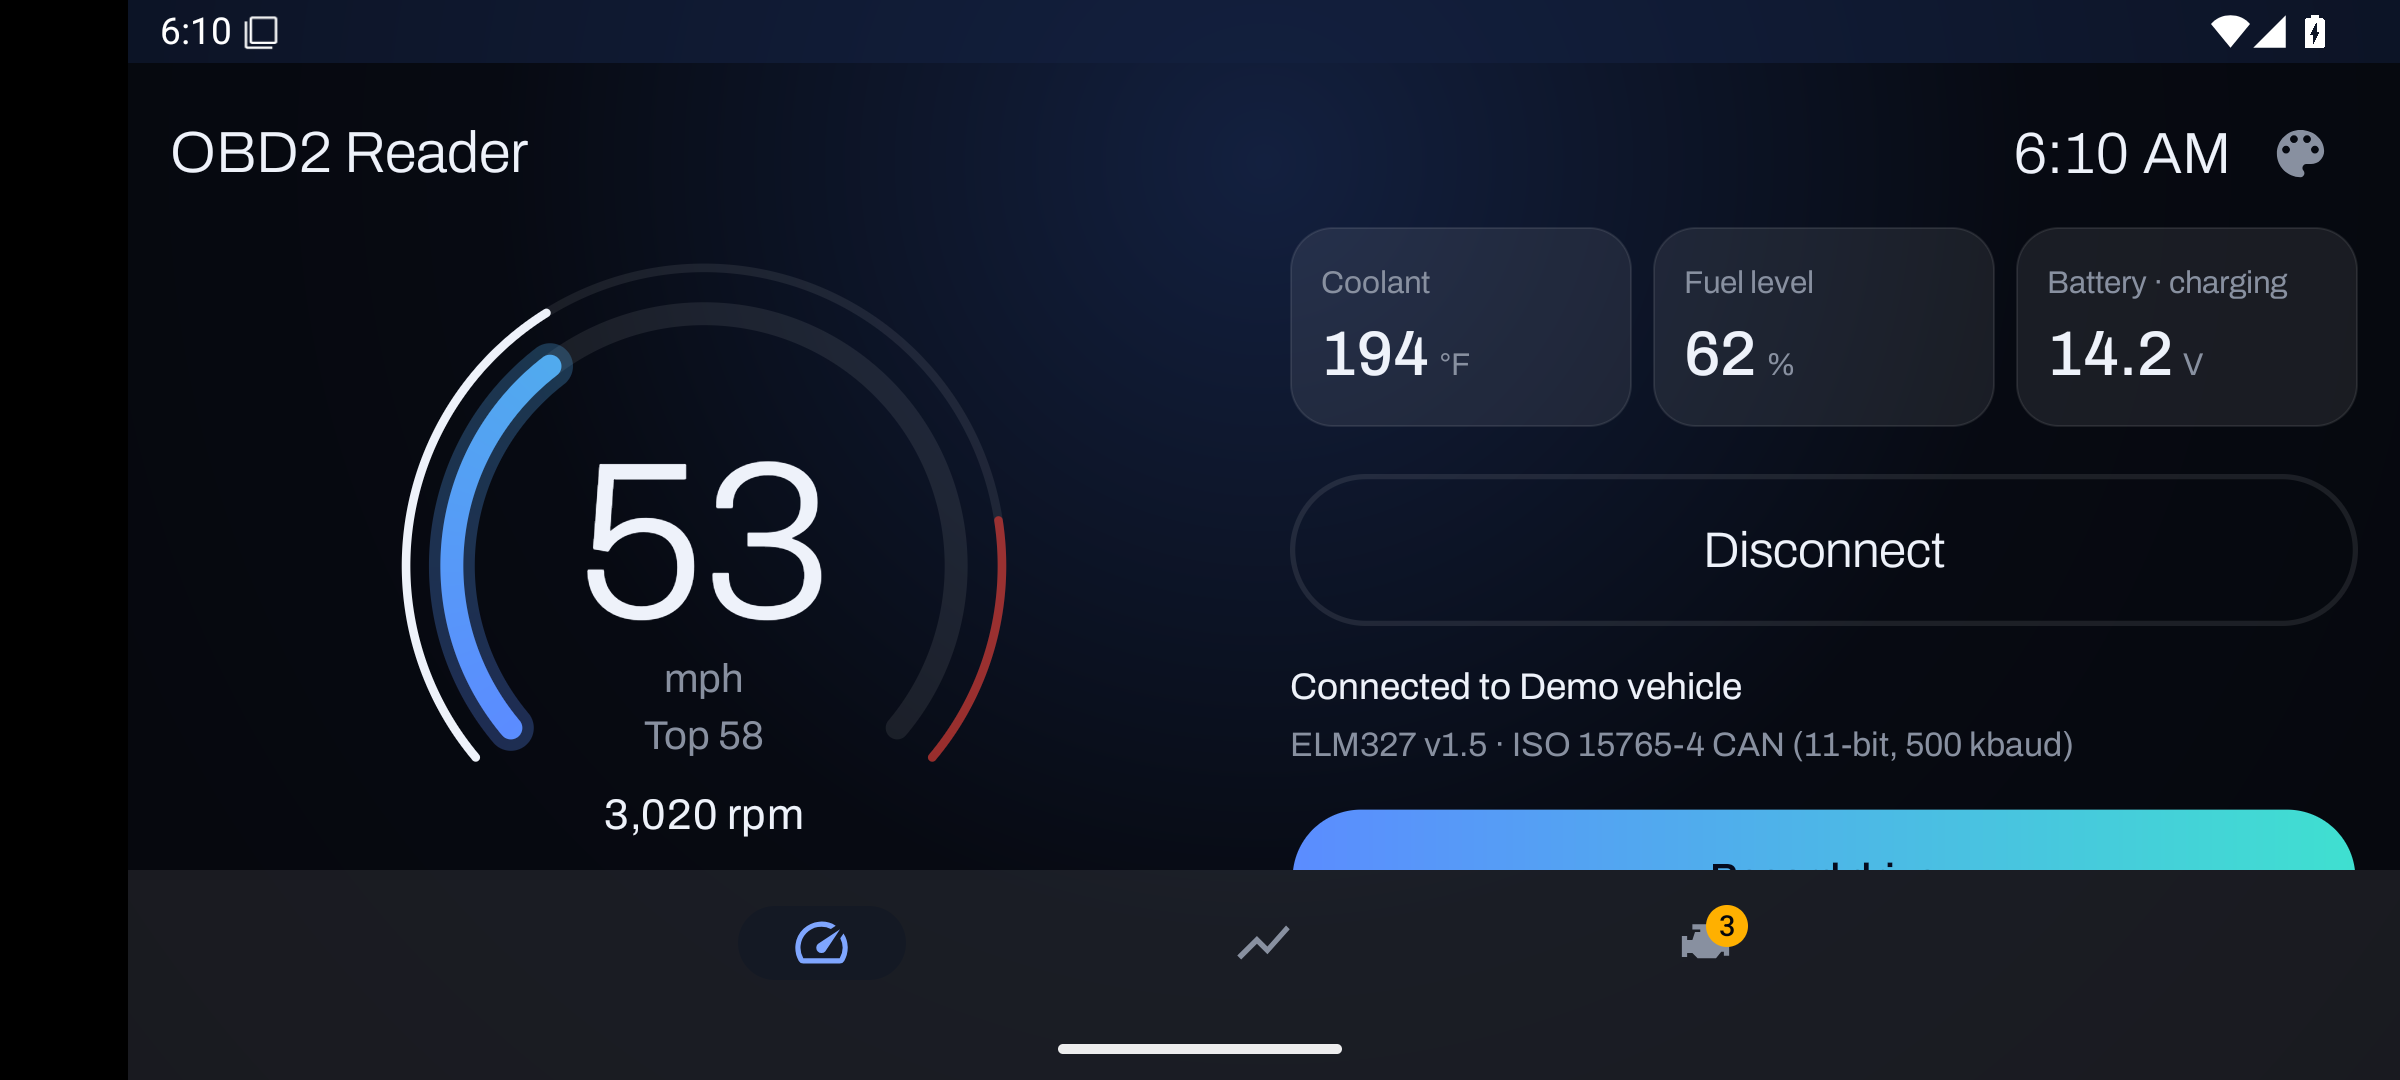 6:10
OBD2 Reader
6:10 AM
53
mph
Top 58
3,020 rpm
Coolant
194 °F
Fuel level
62 %
Battery · charging
14.2 V
Disconnect
Connected to Demo vehicle
ELM327 v1.5 · ISO 15765-4 CAN (11-bit, 500 kbaud)
3